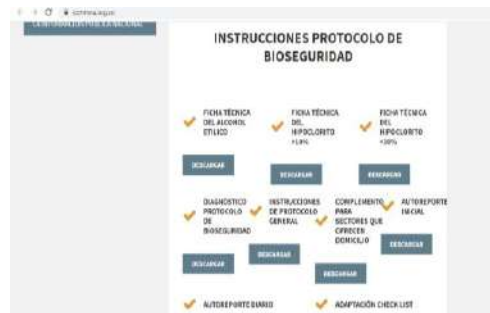 INSTRUCCIONES PROTOCOLO DE
BIOSEGURIDAD
FICHA TÉCNICA
DEL ALCOHOL
ETILICO
FICHA TÉCNICA
DEL
HIPOCLORITO
FICHA TÉCNICA
DEL
HIPOCLORITO
DESCARGAR
DESCARGAR
DESCARGAR
DIAGNÓSTICO
PROTOCOLO
DE
BIOSEGURIDAD
INSTRUCCIONES
DE PROTOCOLO
GENERAL
COMPLEMENTO
PARA
SECTORES QUE
OFRECEN
DOMICILIO
AUTOREPORTE
INICIAL
DESCARGAR
DESCARGAR
DESCARGAR
DESCARGAR
AUTOREPORTE DIARIO
ADAPTACIÓN CHECK LIST